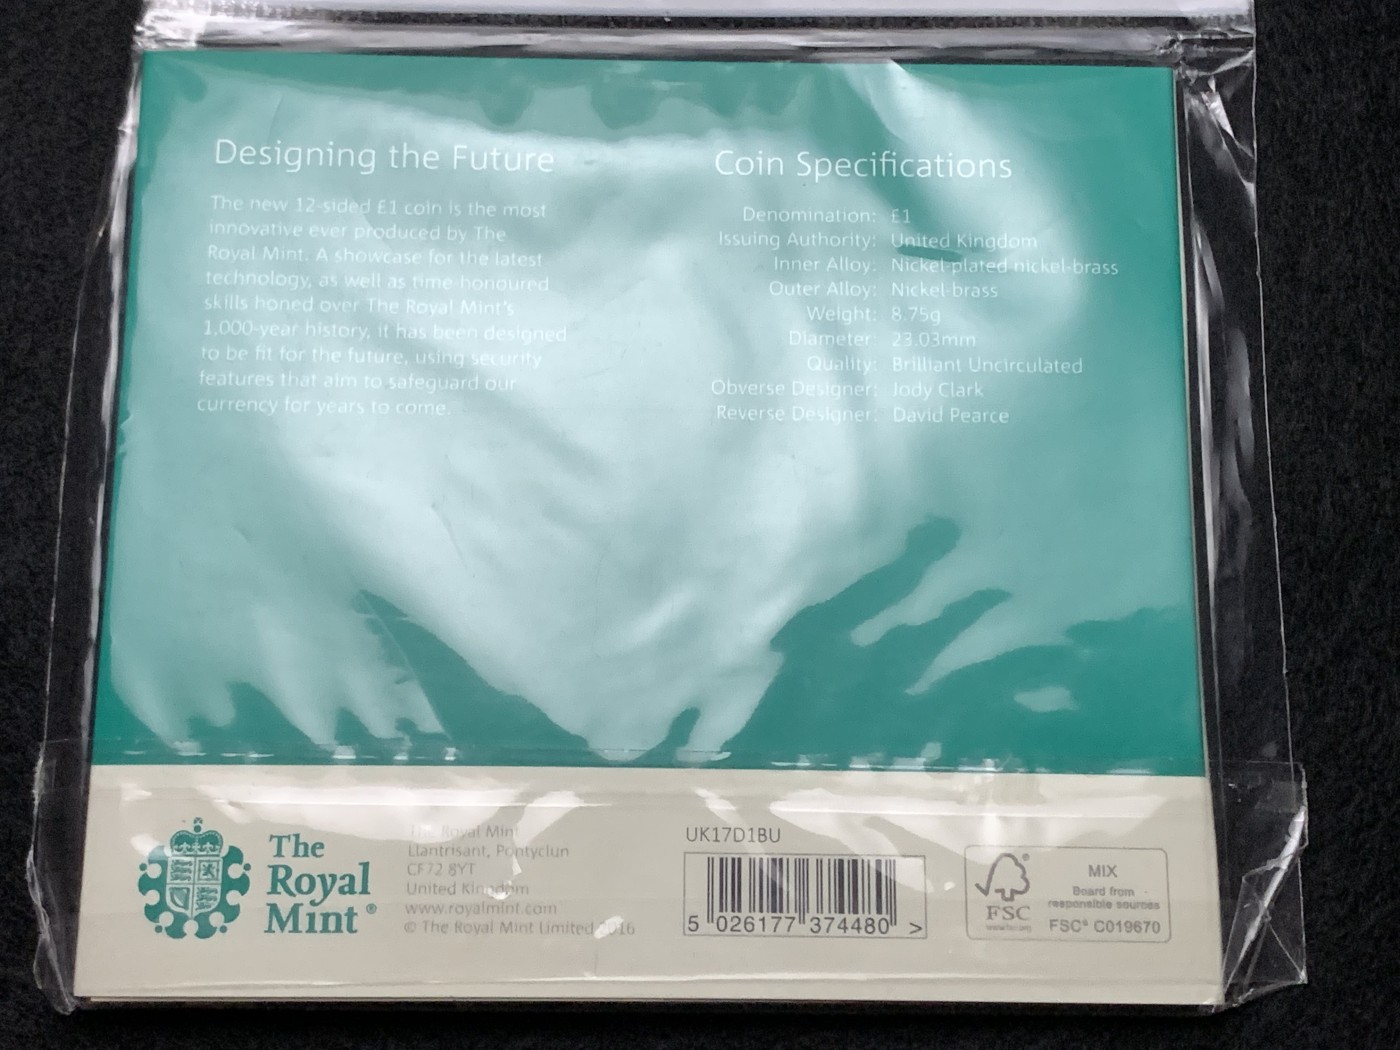 Designing the Future
The new 12-sided £1 coin is the most
innovative ever produced by The
Royal Mint. A showcase for the latest
technology, as well as time-honoured
skills honed over The Royal Mint's
1,000-year history, it has been designed
to be fit for the future, using security
features that aim to safeguard our
currency for years to come.
Coin Specifications
Denomination: £1
Issuing Authority: United Kingdom
Inner Alloy: Nickel-plated nickel-brass
Outer Alloy: Nickel-brass
Weight: 8.75g
Diameter: 23.03mm
Quality: Brilliant Uncirculated
Obverse Designer: Jody Clark
Reverse Designer: David Pearce
The
Royal
Mint®
The Royal Mint
Llantrisant, Pontyclun
CF72 8YT
United Kingdom
www.royalmint.com
© The Royal Mint Limited 2016
UK17D1BU
5 026177 374480 >
FSC
www.fsc.org
MIX
Board from
responsible sources
FSC® C019670